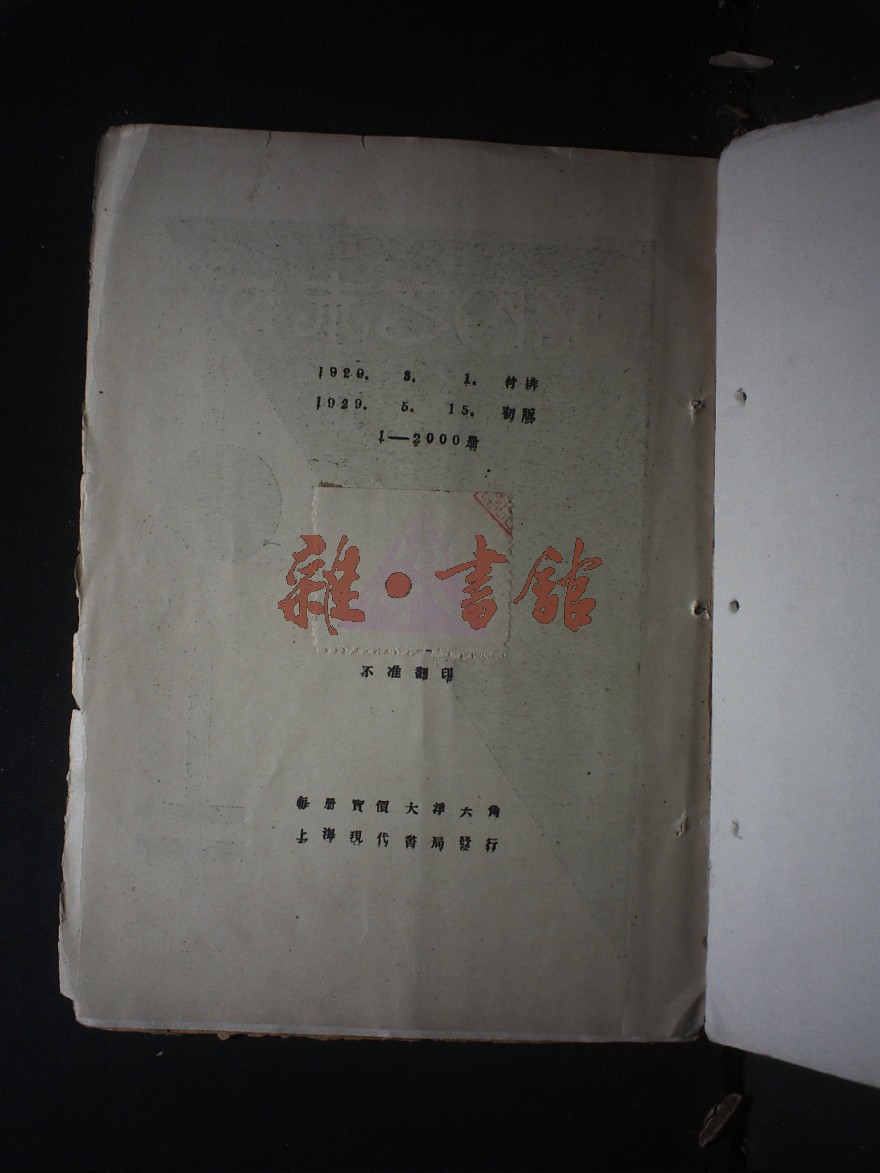 1929. 3. 1. 付排
1929. 5. 15. 初版
1—2000册
雜·書館
不准翻印
每册實價大洋六角
上海現代書局發行